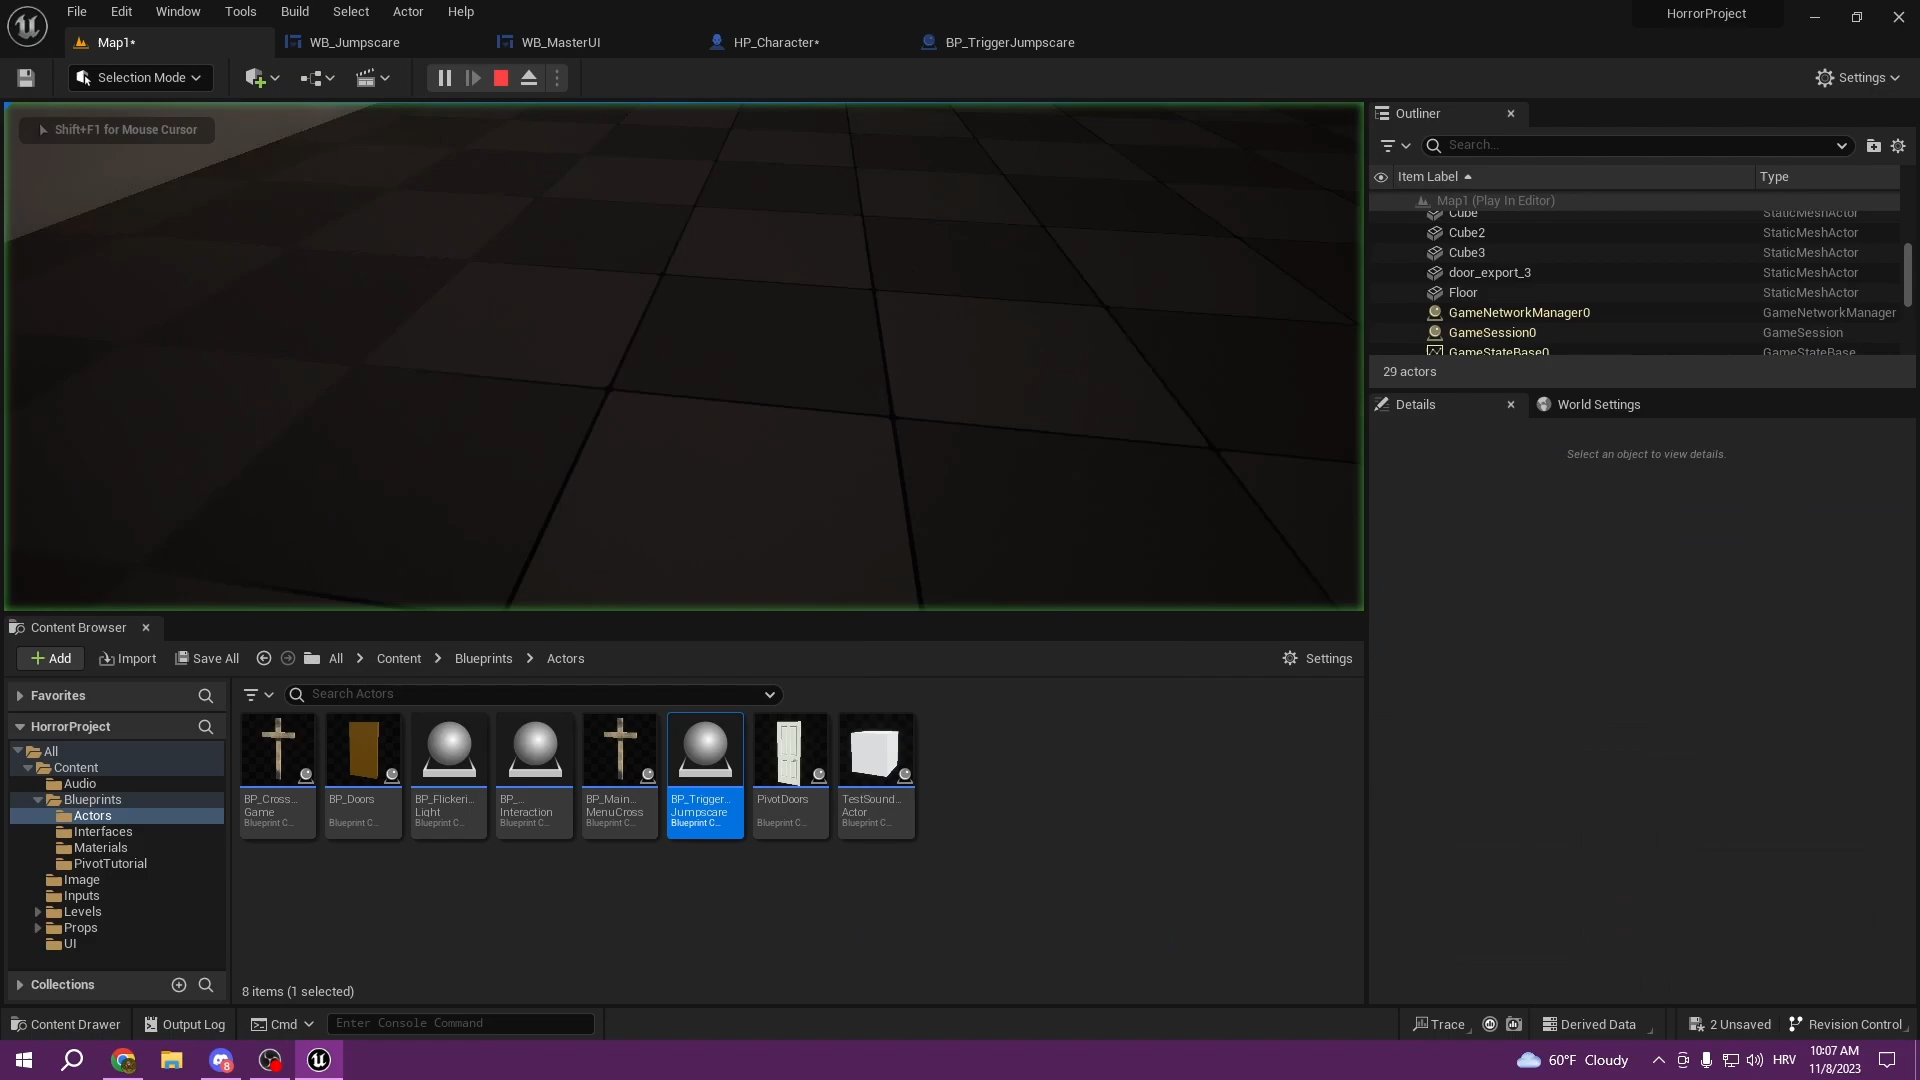 File Edit Window Tools Build Select Actor Help
HorrorProject
Map1*
WB_Jumpscare
WB_MasterUI
HP_Character*
BP_TriggerJumpscare
Selection Mode
Settings
Shift+F1 for Mouse Cursor
Outliner
Search...
Item Label
Type
Map1 (Play In Editor)
Cube StaticMeshActor
Cube2 StaticMeshActor
Cube3 StaticMeshActor
door_export_3 StaticMeshActor
Floor StaticMeshActor
GameNetworkManager0 GameNetworkManager
GameSession0 GameSession
GameStateBase0 GameStateBase
29 actors
Details
World Settings
Select an object to view details.
Content Browser
Add
Import
Save All
All
Content
Blueprints
Actors
Settings
Favorites
Search Actors
HorrorProject
All
Content
Audio
Blueprints
Actors
Interfaces
Materials
PivotTutorial
Image
Inputs
Levels
Props
UI
BP_Cross...
Game
Blueprint C...
BP_Doors
Blueprint C...
BP_Flickeri...
Light
Blueprint C...
BP_...
Interaction
Blueprint C...
BP_Main...
MenuCross
Blueprint C...
BP_Trigger...
Jumpscare
Blueprint C...
PivotDoors
Blueprint C...
TestSound...
Actor
Blueprint C...
Collections
8 items (1 selected)
Content Drawer
Output Log
Cmd
Enter Console Command
Trace
Derived Data
2 Unsaved
Revision Control
8
60°F Cloudy
HRV
10:07 AM
11/8/2023